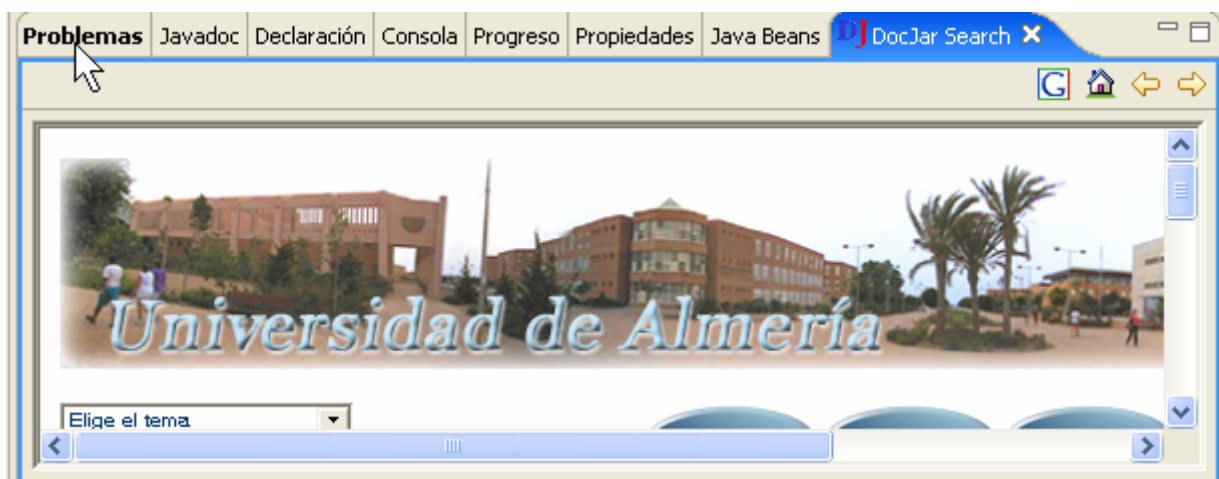 Problemas Javadoc Declaración Consola Progreso Propiedades Java Beans DJ DocJar Search
G
Universidad de Almería
Elige el tema